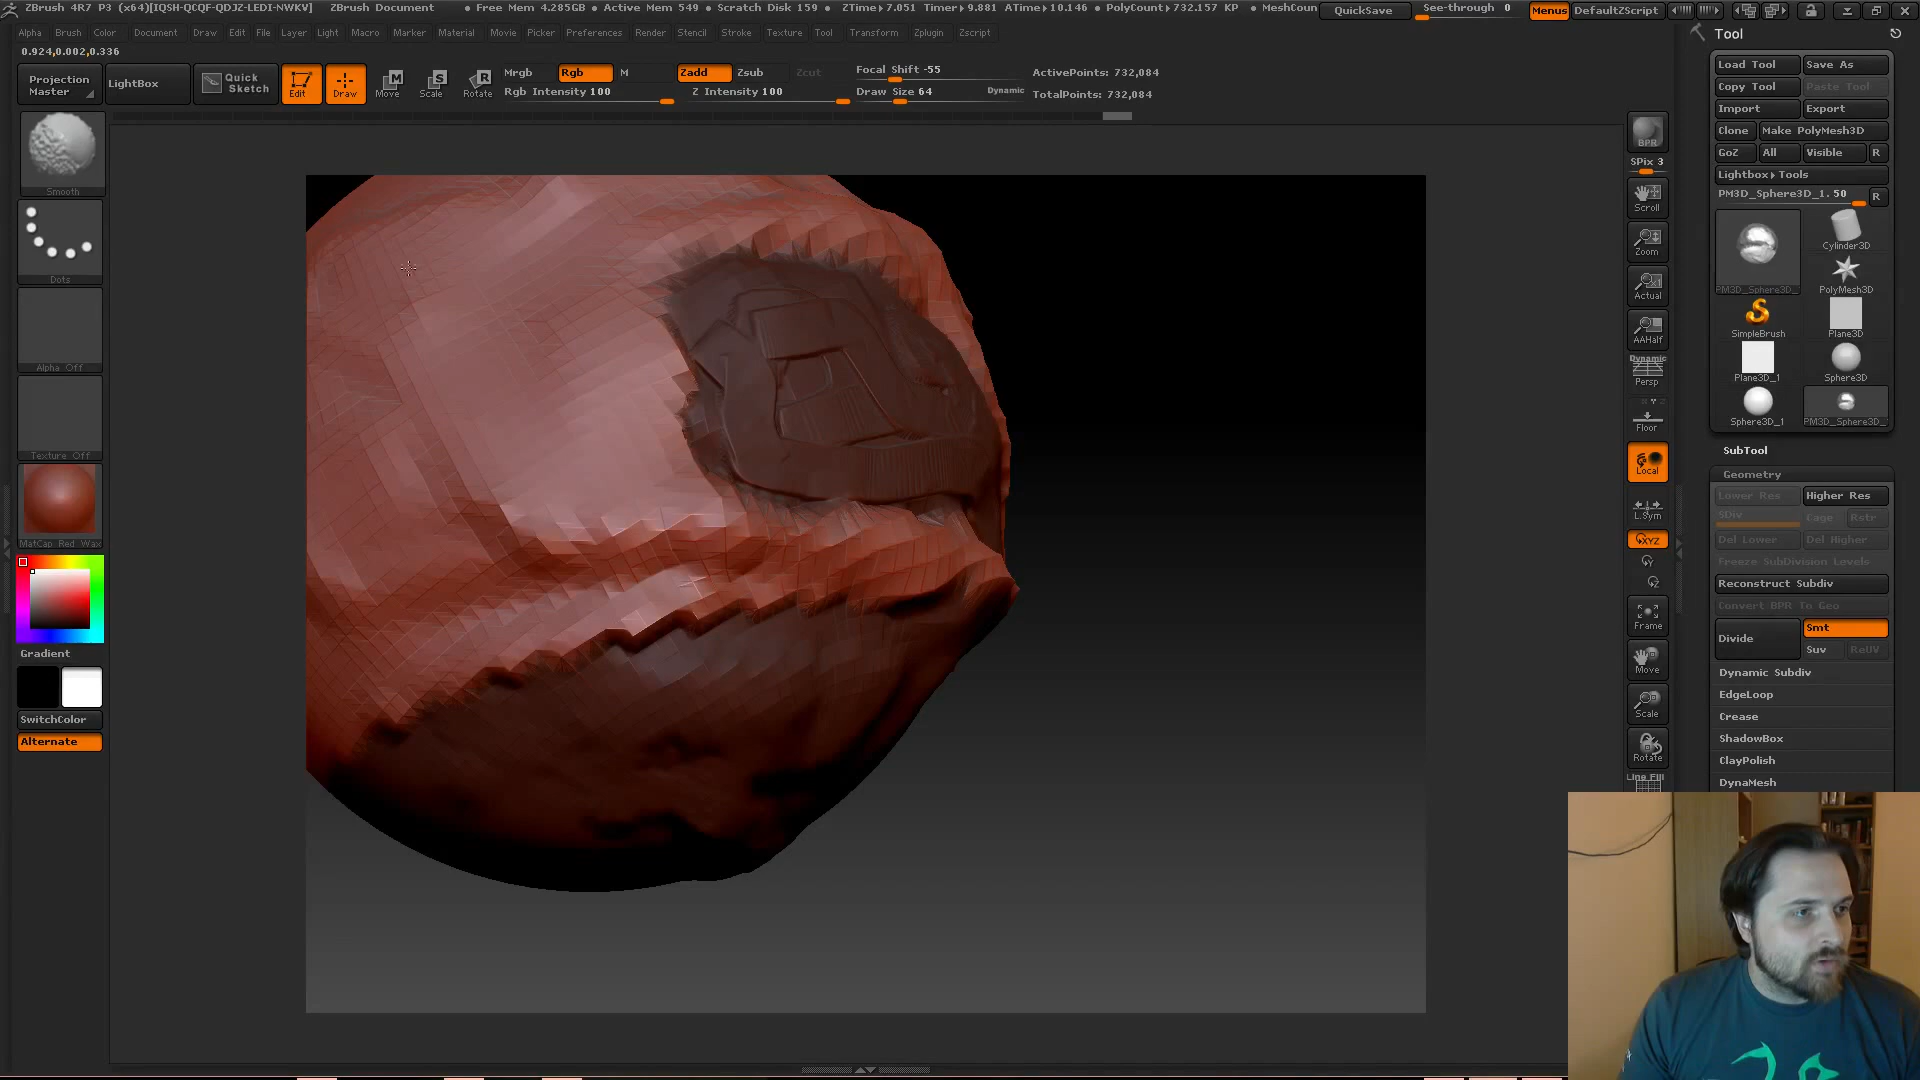 ZBrush 4R7 P3 (x64)[IQSH-QCQF-QDJZ-LEDI-NWKV] ZBrush Document • Free Mem 4.285GB • Active Mem 549 • Scratch Disk 159 • ZTime▸7.051 Timer▸9.881 ATime▸10.146 • PolyCount▸732.157 KP • MeshCoun QuickSave See-through 0 Menus DefaultZScript
Alpha Brush Color Document Draw Edit File Layer Light Macro Marker Material Movie Picker Preferences Render Stencil Stroke Texture Tool Transform Zplugin Zscript
0.924,0.002,0.336
Projection Master
LightBox
Quick Sketch
Edit
Draw
Move
Scale
Rotate
Mrgb Rgb M
Rgb Intensity 100
Zadd Zsub Zcut
Z Intensity 100
Focal Shift -55
Draw Size 64 Dynamic
ActivePoints: 732,084
TotalPoints: 732,084
Smooth
Dots
Alpha Off
Texture Off
MatCap Red Wax
Gradient
SwitchColor
Alternate
BPR
SPix 3
Scroll
Zoom
Actual
AAHalf
Dynamic
Persp
Floor
Local
L.Sym
XYZ
Y
Z
Frame
Move
Scale
Rotate
Line Fill
Tool
Load Tool Save As
Copy Tool Paste Tool
Import Export
Clone Make PolyMesh3D
GoZ All Visible R
Lightbox▸Tools
PM3D_Sphere3D_1. 50 R
PM3D_Sphere3D_
Cylinder3D
PolyMesh3D
SimpleBrush
Plane3D
Plane3D_1
Sphere3D
Sphere3D_1
PM3D_Sphere3D_
SubTool
Geometry
Lower Res Higher Res
SDiv Cage Rstr
Del Lower Del Higher
Freeze SubDivision Levels
Reconstruct Subdiv
Convert BPR To Geo
Divide Smt
Suv ReUV
Dynamic Subdiv
EdgeLoop
Crease
ShadowBox
ClayPolish
DynaMesh